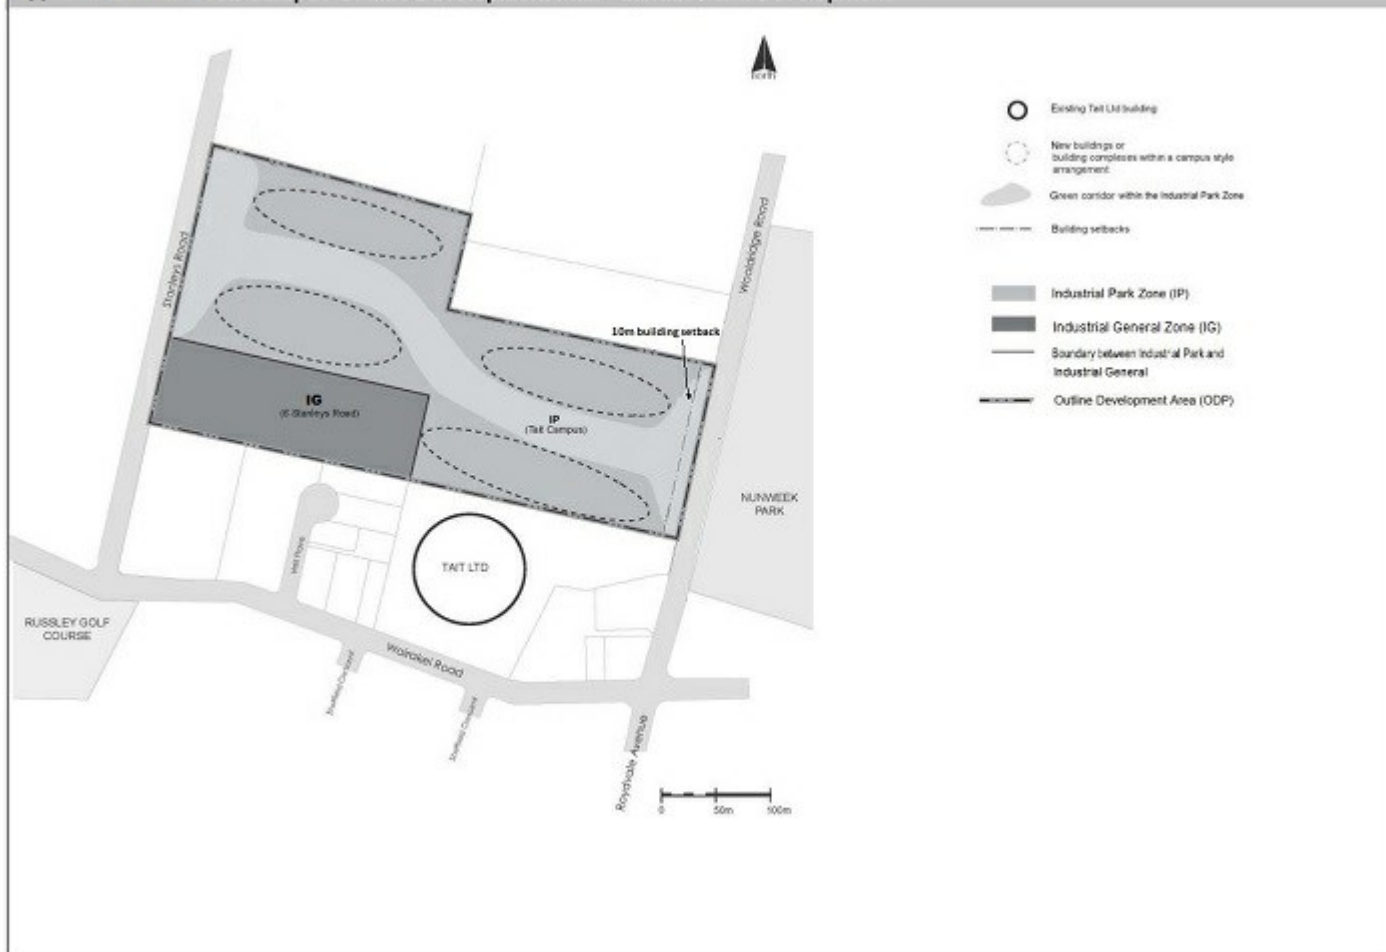 north
Existing Tait Ltd building
New buildings or
building complexes within a campus style
arrangement
Green corridor within the Industrial Park Zone
Building setbacks
Industrial Park Zone (IP)
Industrial General Zone (IG)
Boundary between Industrial Park and
Industrial General
Outline Development Area (ODP)
Stanleys Road
Wooldridge Road
10m building setback
IG
IP
(Tait Campus)
NUNWEEK
PARK
TAIT LTD
RUSSLEY GOLF
COURSE
Wairakei Road
Roydvale Avenue
0
50m
100m